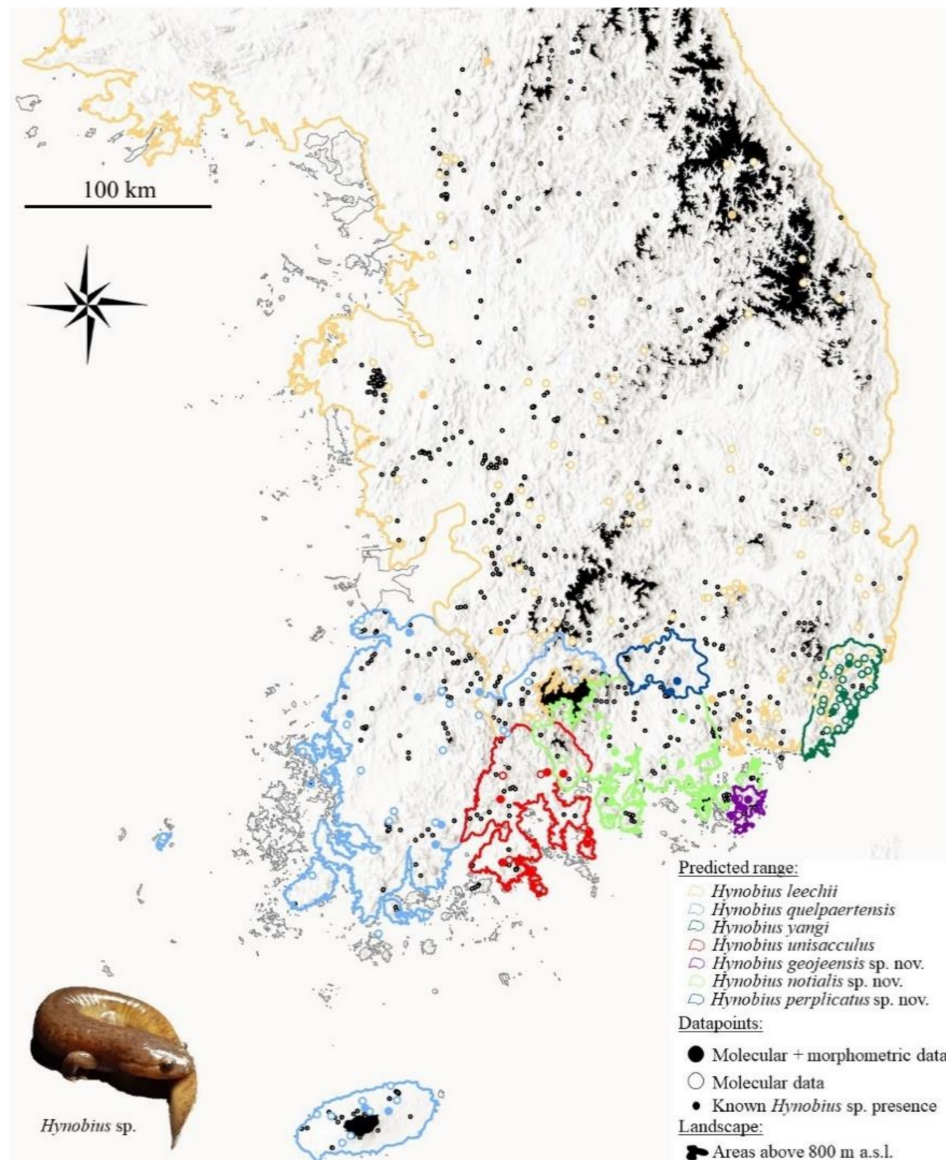 100 km
Predicted range:
Hynobius leechii
Hynobius quelpaertensis
Hynobius yangi
Hynobius unisacculus
Hynobius geojeensis sp. nov.
Hynobius notialis sp. nov.
Hynobius perplicatus sp. nov.
Datapoints:
Molecular + morphometric data
Molecular data
Known Hynobius sp. presence
Landscape:
Areas above 800 m a.s.l.
Hynobius sp.